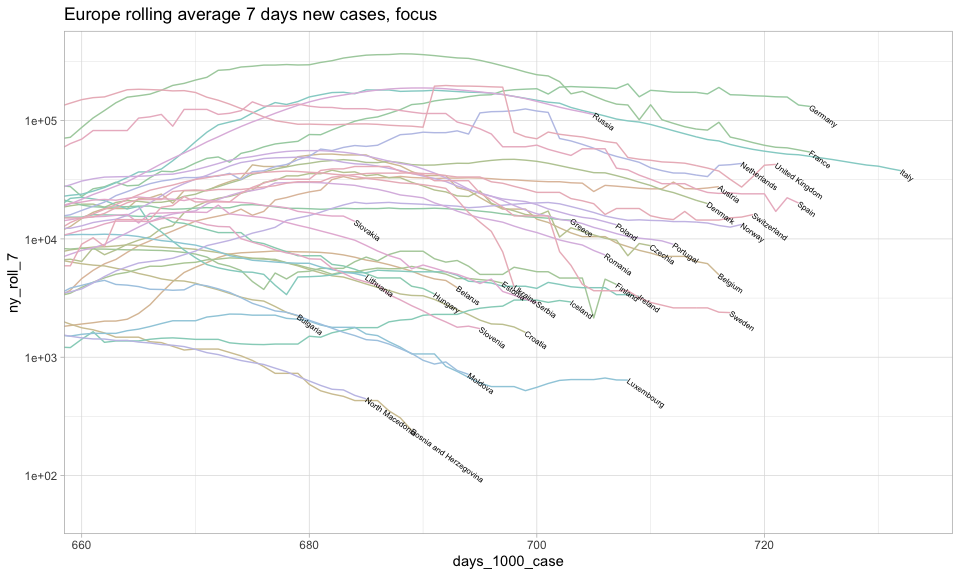 Europe rolling average 7 days new cases, focus
ny_roll_7
1e+05
1e+04
1e+03
1e+02
Germany
Russia
France
Italy
Netherlands
United Kingdom
Austria
Spain
Denmark
Switzerland
Norway
Greece
Poland
Slovakia
Czechia
Portugal
Romania
Belgium
Lithuania
Estonia
Ukraine
Serbia
Finland
Ireland
Belarus
Hungary
Iceland
Sweden
Bulgaria
Slovenia
Croatia
Moldova
Luxembourg
North Macedonia
Bosnia and Herzegovina
660
680
700
720
days_1000_case